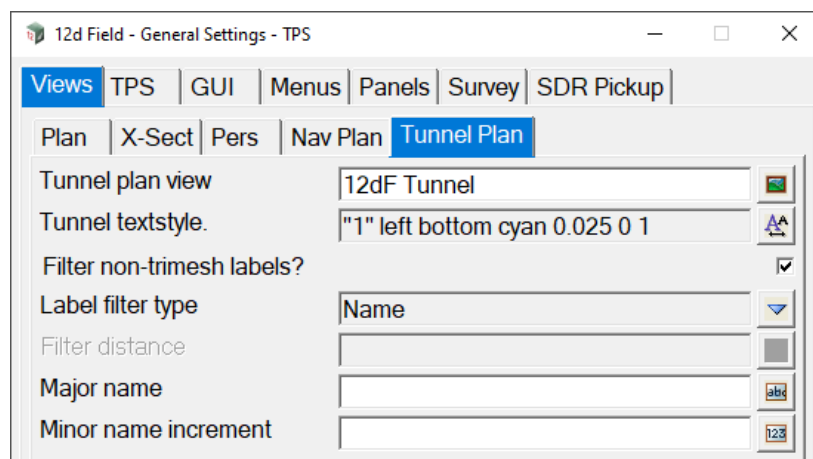 12d Field - General Settings - TPS
Views TPS GUI Menus Panels Survey SDR Pickup
Plan X-Sect Pers Nav Plan Tunnel Plan
Tunnel plan view 12dF Tunnel
Tunnel textstyle. "1" left bottom cyan 0.025 0 1
Filter non-trimesh labels?
Label filter type Name
Filter distance
Major name abc
Minor name increment 123